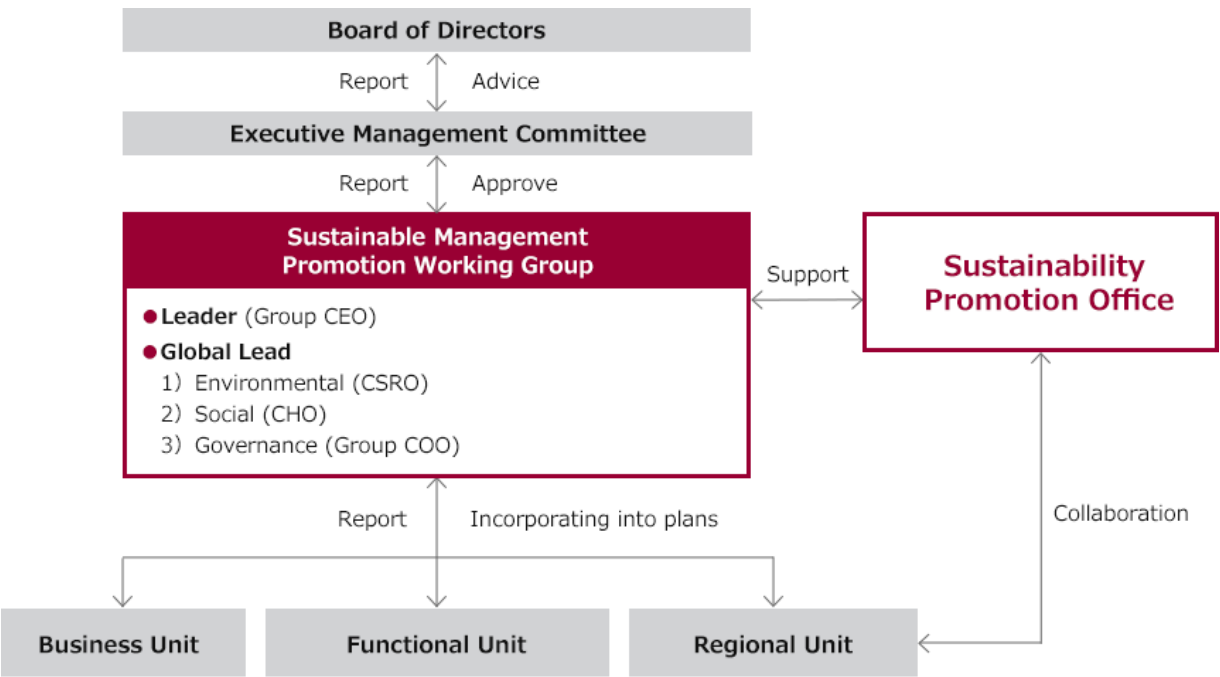 Board of Directors
Report
Advice
Executive Management Committee
Report
Approve
Sustainable Management
Promotion Working Group
●Leader (Group CEO)
●Global Lead
1）Environmental (CSRO)
2）Social (CHO)
3）Governance (Group COO)
Support
Sustainability
Promotion Office
Report
Incorporating into plans
Collaboration
Business Unit
Functional Unit
Regional Unit